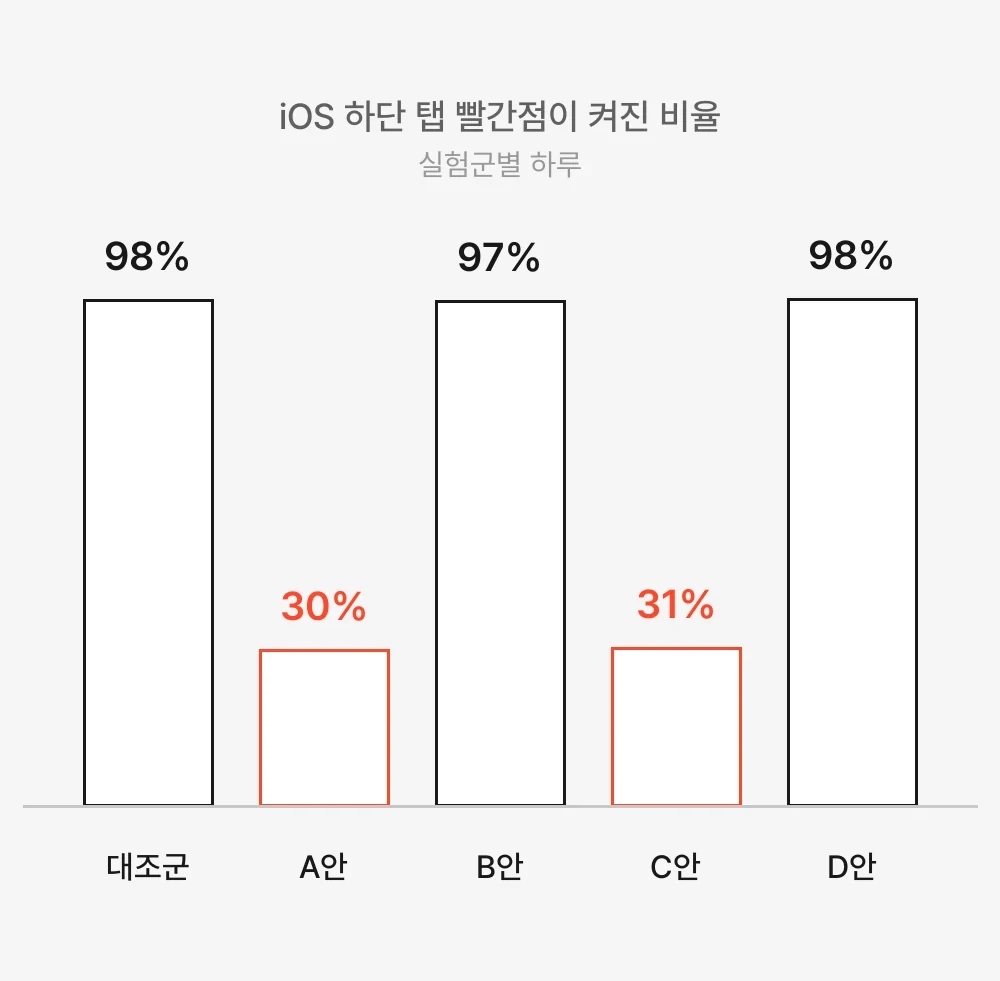 iOS 하단 탭 빨간점이 켜진 비율
실험군별 하루
98%
97%
98%
30%
31%
대조군
A안
B안
C안
D안